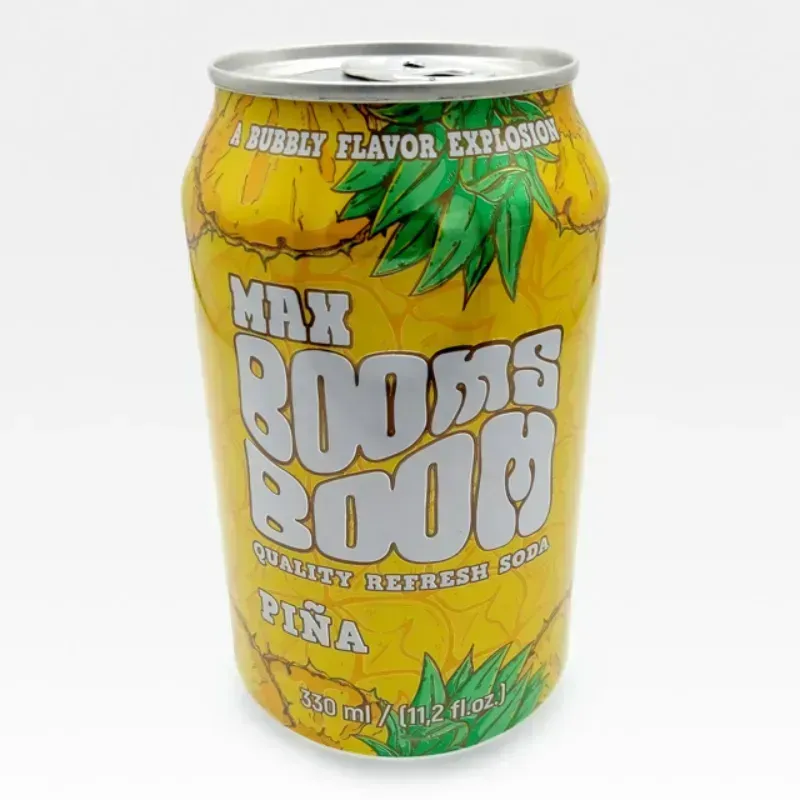 A BUBBLY FLAVOR EXPLOSION
MAX
BOOMS
BOOM
QUALITY REFRESH SODA
PIÑA
330 ml / (11,2 fl.oz.)